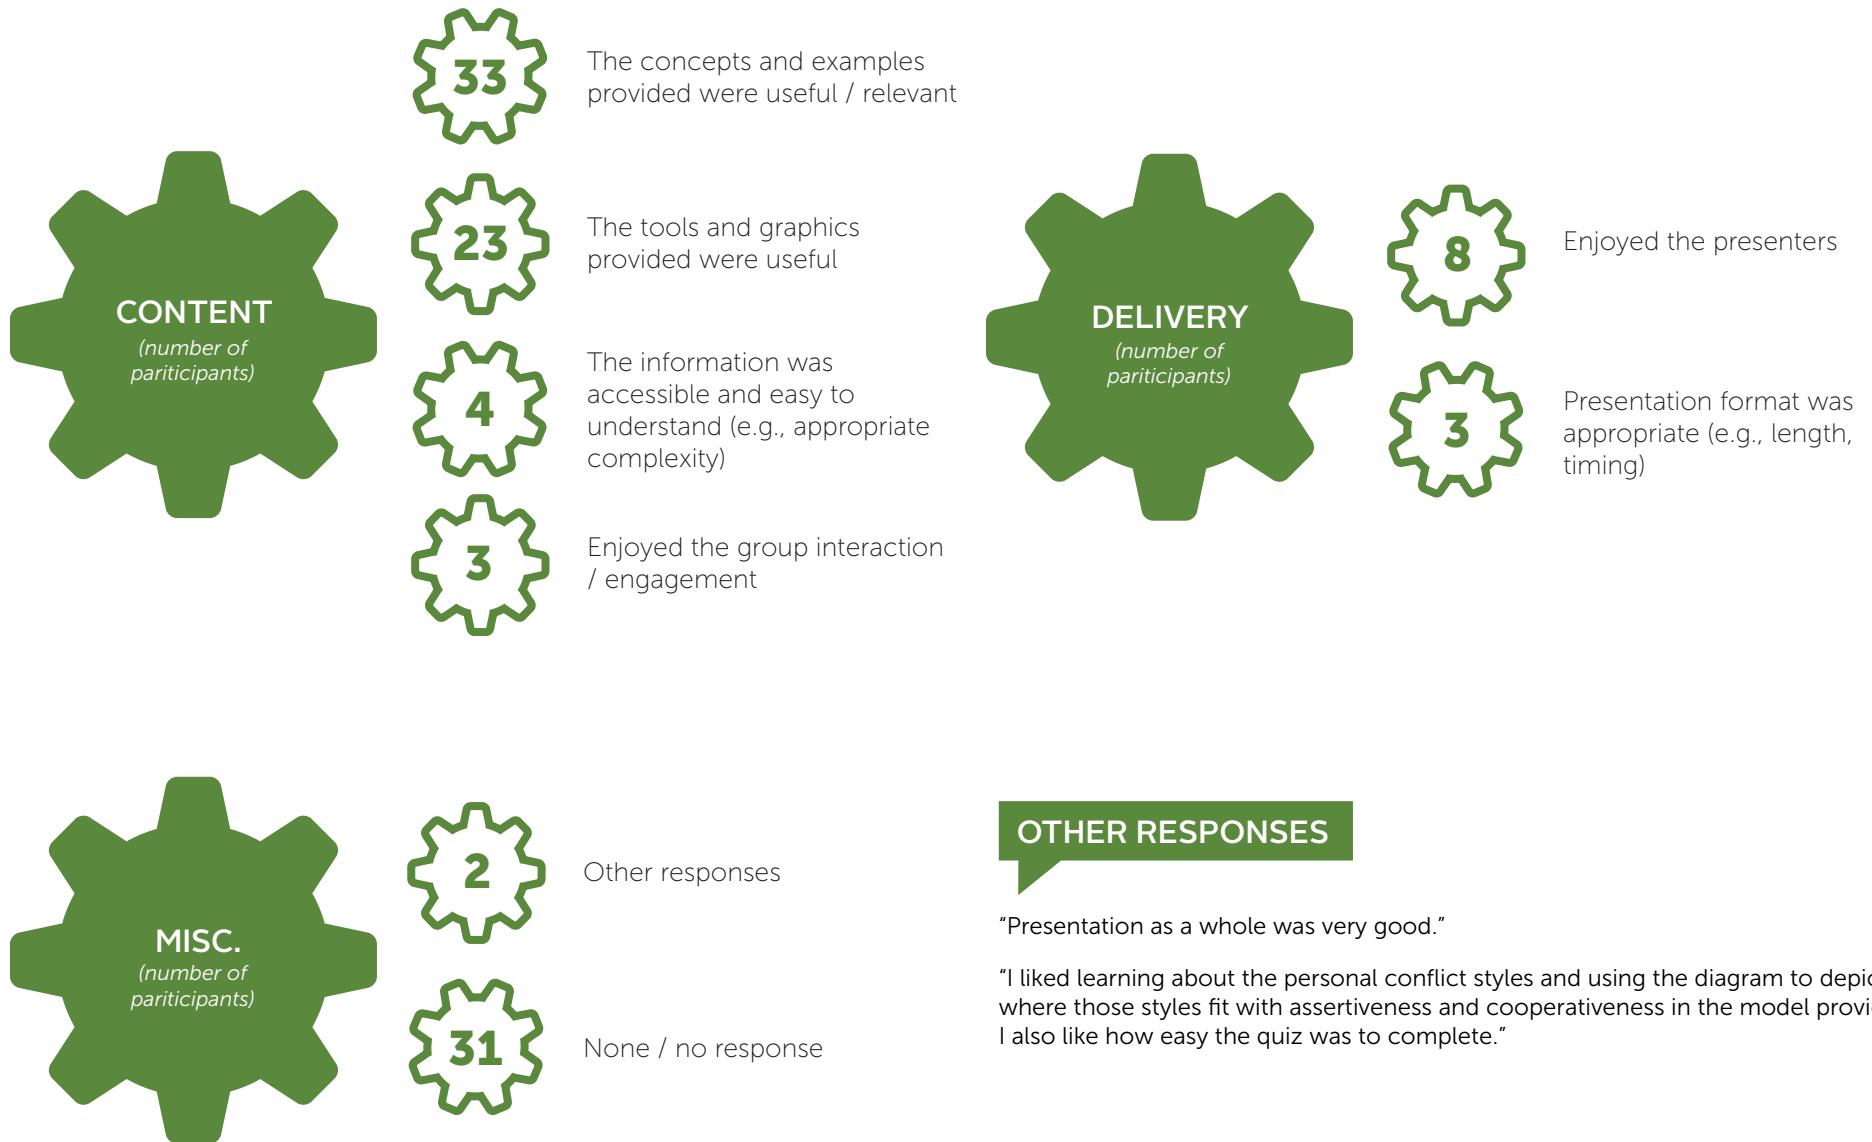 CONTENT
(number of
pariticipants)
33
The concepts and examples
provided were useful / relevant
23
The tools and graphics
provided were useful
4
The information was
accessible and easy to
understand (e.g., appropriate
complexity)
3
Enjoyed the group interaction
/ engagement
DELIVERY
(number of
pariticipants)
8
Enjoyed the presenters
3
Presentation format was
appropriate (e.g., length,
timing)
MISC.
(number of
pariticipants)
2
Other responses
31
None / no response
OTHER RESPONSES
“Presentation as a whole was very good.”
“I liked learning about the personal conflict styles and using the diagram to
where those styles fit with assertiveness and cooperativeness in the model
I also like how easy the quiz was to complete.”